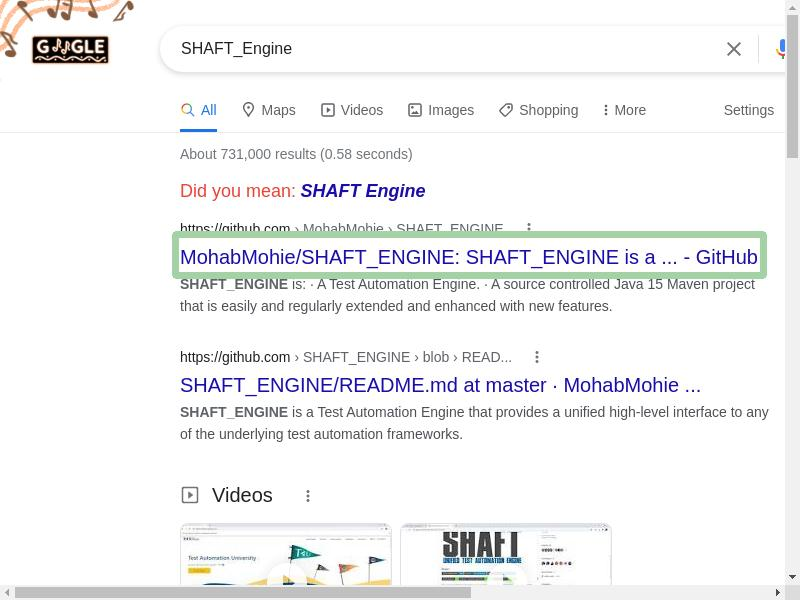 GOOGLE
SHAFT_Engine
All
Maps
Videos
Images
Shopping
More
Settings
About 731,000 results (0.58 seconds)
Did you mean: SHAFT Engine
https://github.com › MohabMohie › SHAFT_ENGINE
MohabMohie/SHAFT_ENGINE: SHAFT_ENGINE is a ... - GitHub
SHAFT_ENGINE is: · A Test Automation Engine. · A source controlled Java 15 Maven project
that is easily and regularly extended and enhanced with new features.
https://github.com › SHAFT_ENGINE › blob › READ...
SHAFT_ENGINE/README.md at master · MohabMohie ...
SHAFT_ENGINE is a Test Automation Engine that provides a unified high-level interface to any
of the underlying test automation frameworks.
Videos
Test Automation University
SHAFT
UNIFIED TEST AUTOMATION ENGINE